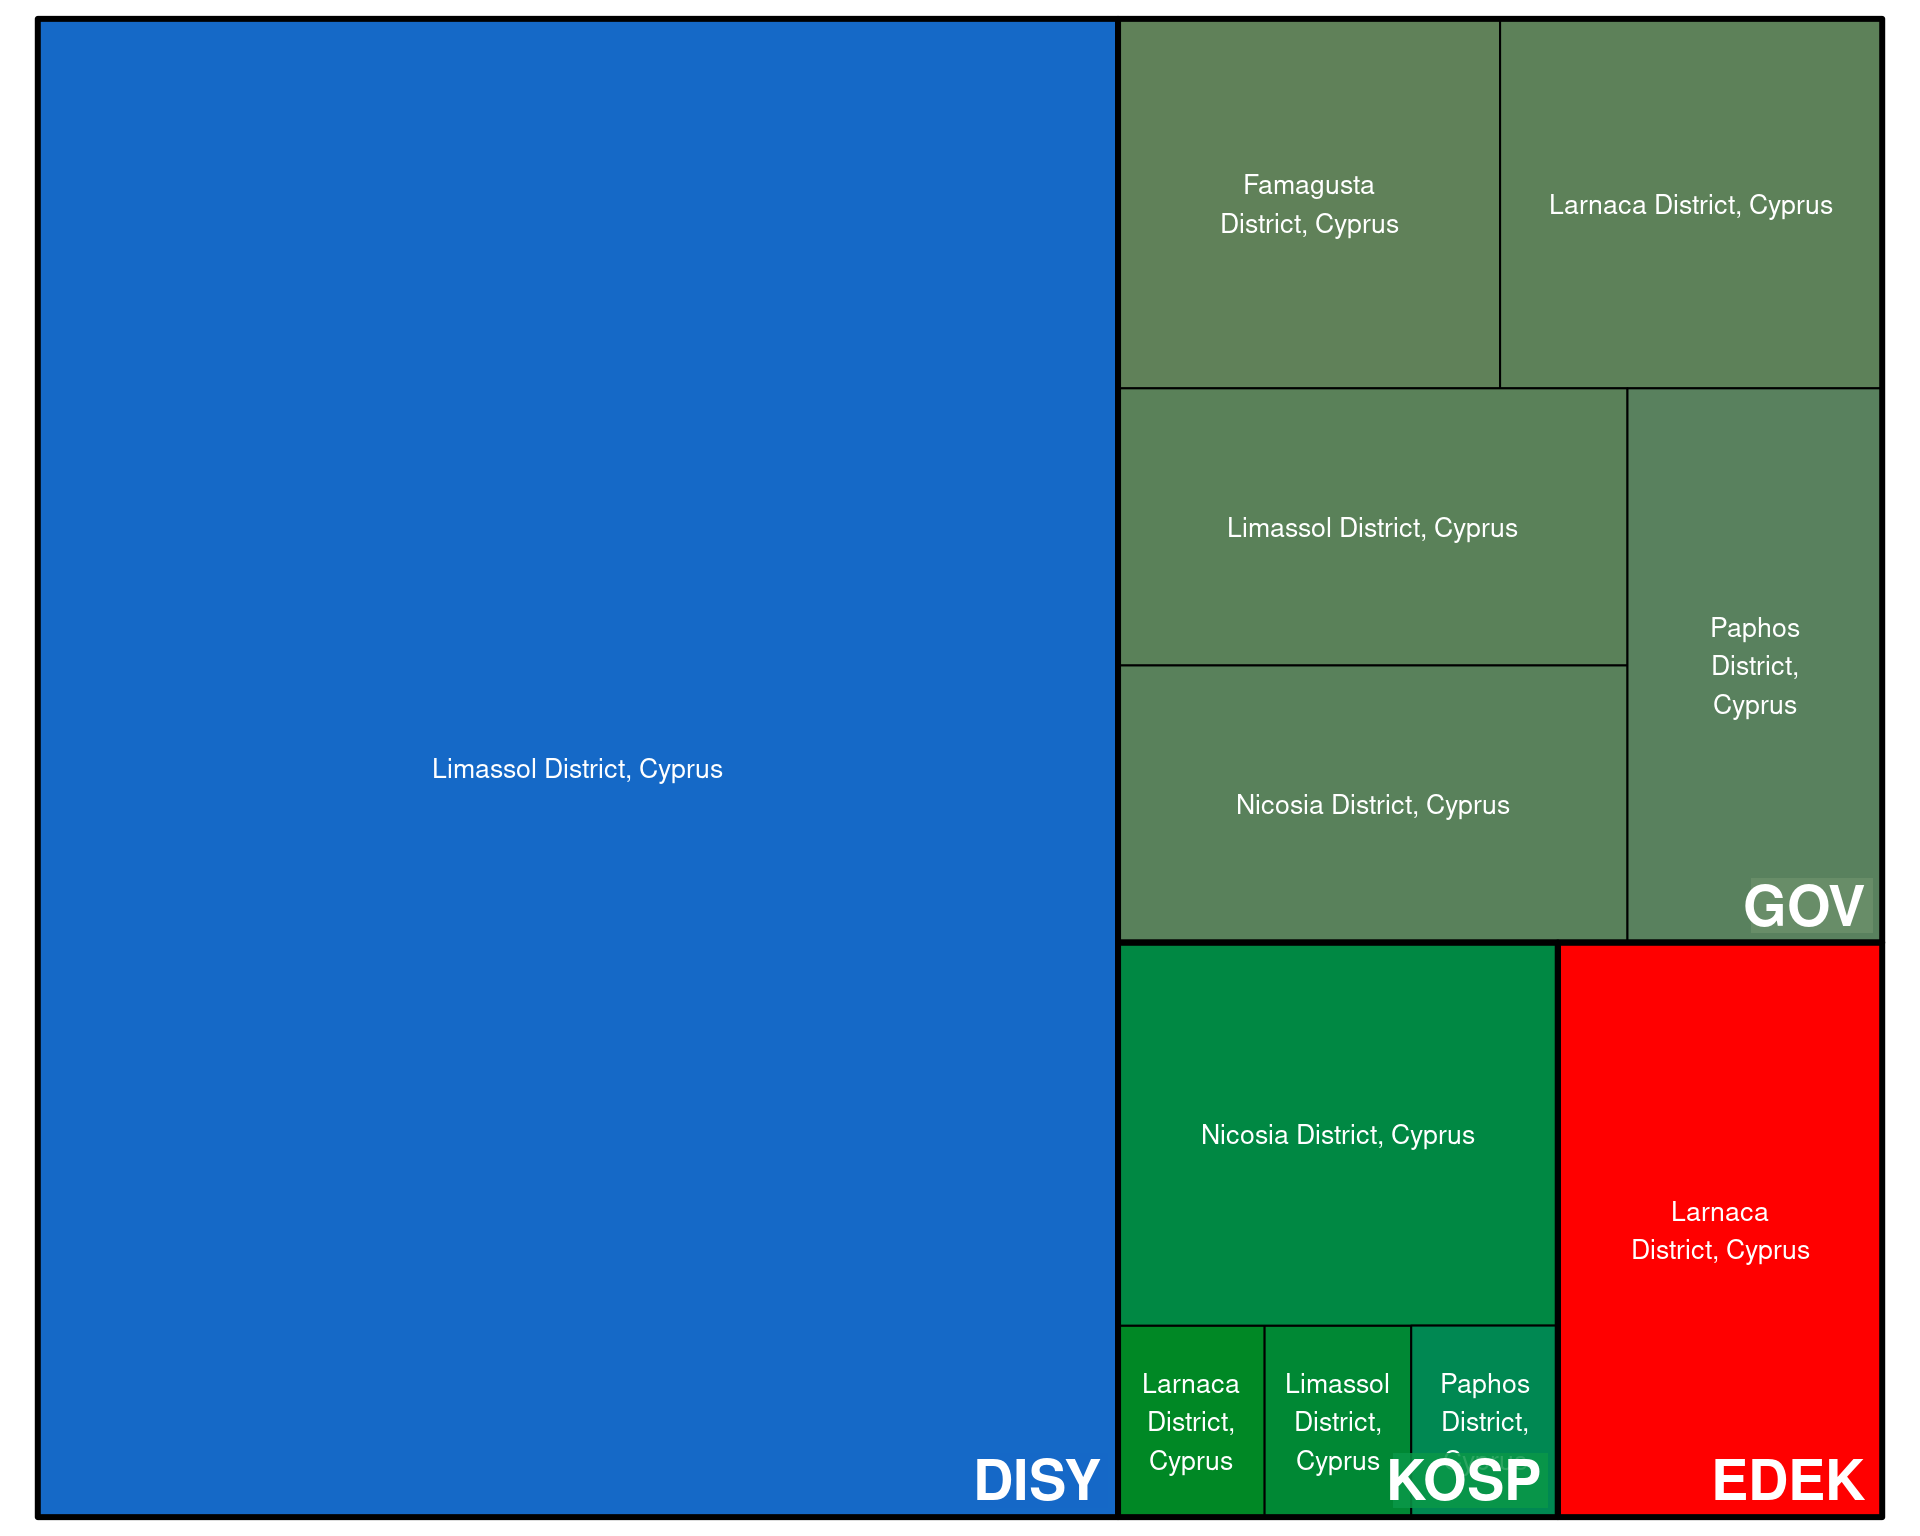 Limassol District, Cyprus
DISY
Famagusta
District, Cyprus
Larnaca District, Cyprus
Limassol District, Cyprus
Paphos
District,
Cyprus
Nicosia District, Cyprus
GOV
Nicosia District, Cyprus
Larnaca
District,
Cyprus
Limassol
District,
Cyprus
Paphos
District,
KOSP
Larnaca
District, Cyprus
EDEK